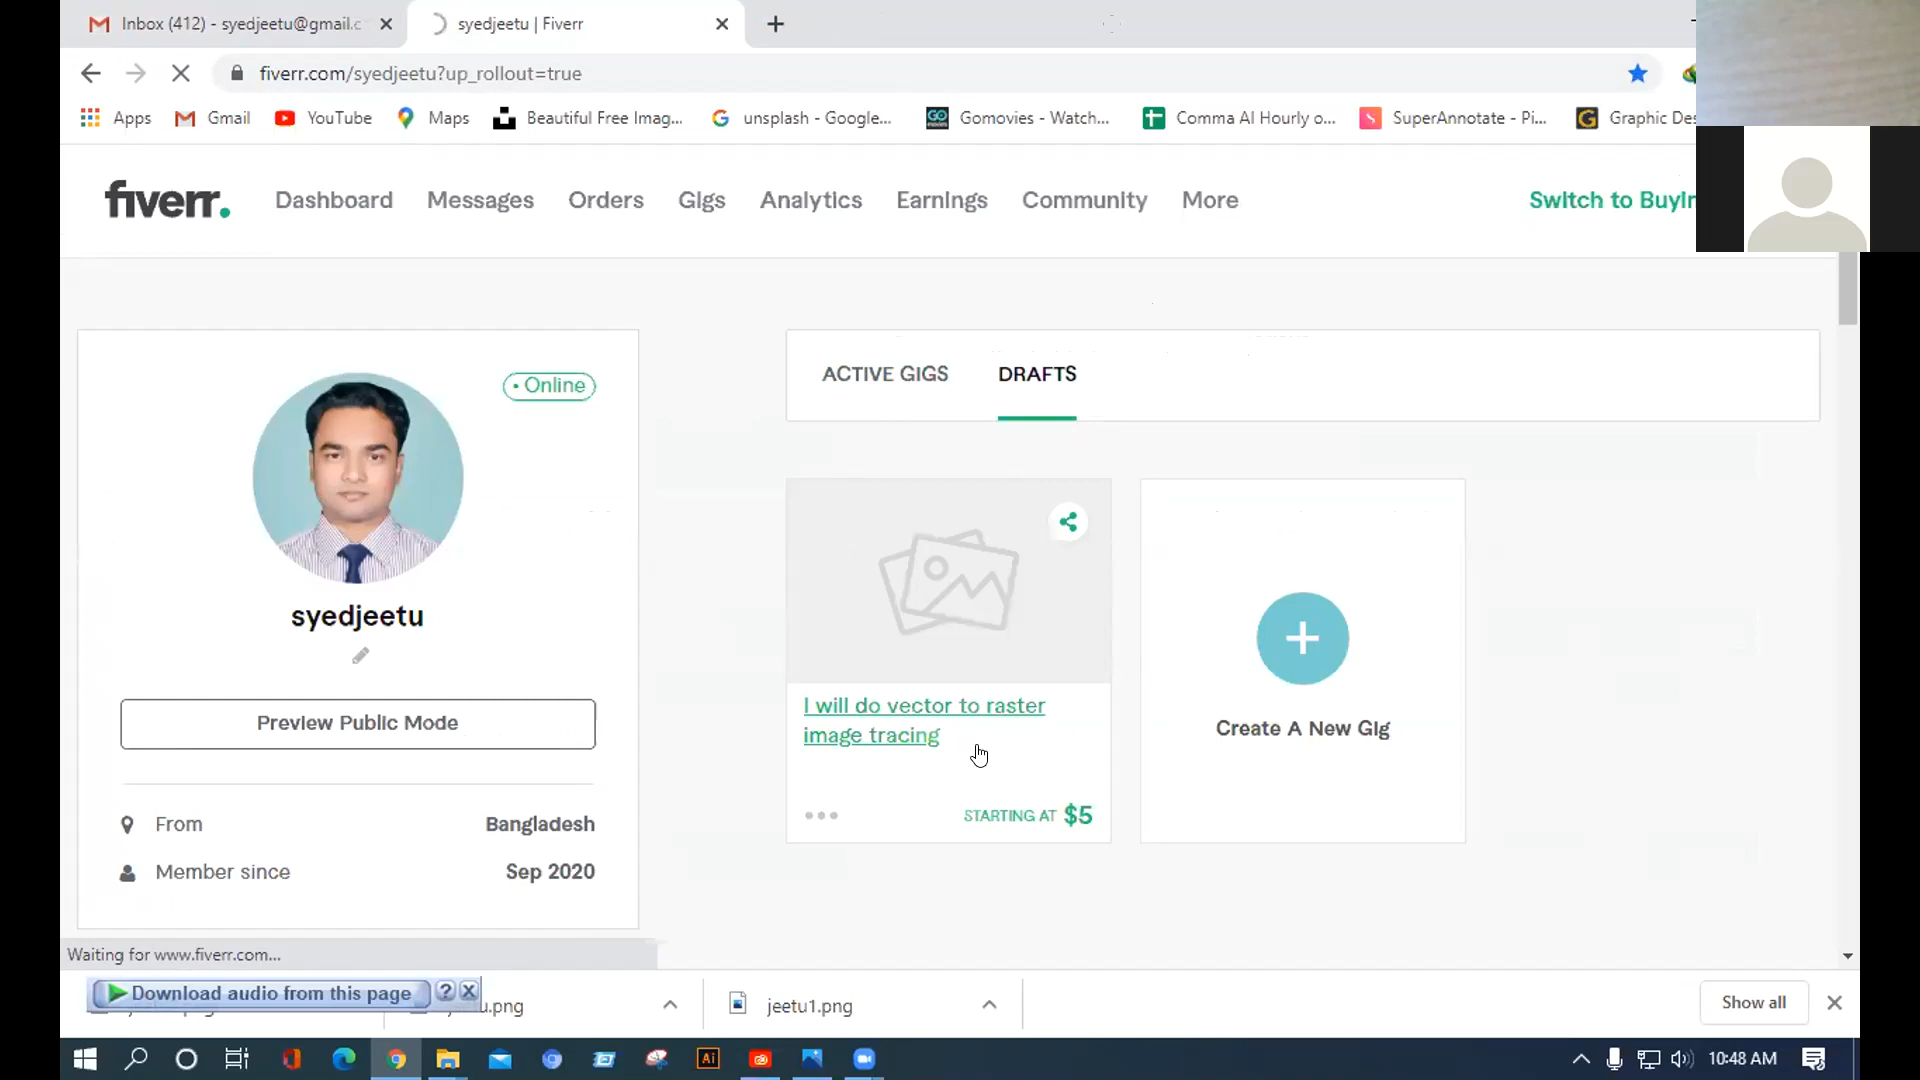 Inbox (412) - syedjeetu@gmail.c
syedjeetu | Fiverr
fiverr.com/syedjeetu?up_rollout=true
Apps
Gmail
YouTube
Maps
Beautiful Free Imag...
unsplash - Google...
Gomovies - Watch...
Comma AI Hourly o...
SuperAnnotate - Pi...
Graphic De
fiverr.
Dashboard
Messages
Orders
Gigs
Analytics
Earnings
Community
More
Switch to Buyin
• Online
syedjeetu
Preview Public Mode
From
Bangladesh
Member since
Sep 2020
ACTIVE GIGS
DRAFTS
I will do vector to raster
image tracing
STARTING AT $5
Create A New Gig
Waiting for www.fiverr.com...
Download audio from this page
?
.png
jeetu1.png
Show all
Ai
10:48 AM